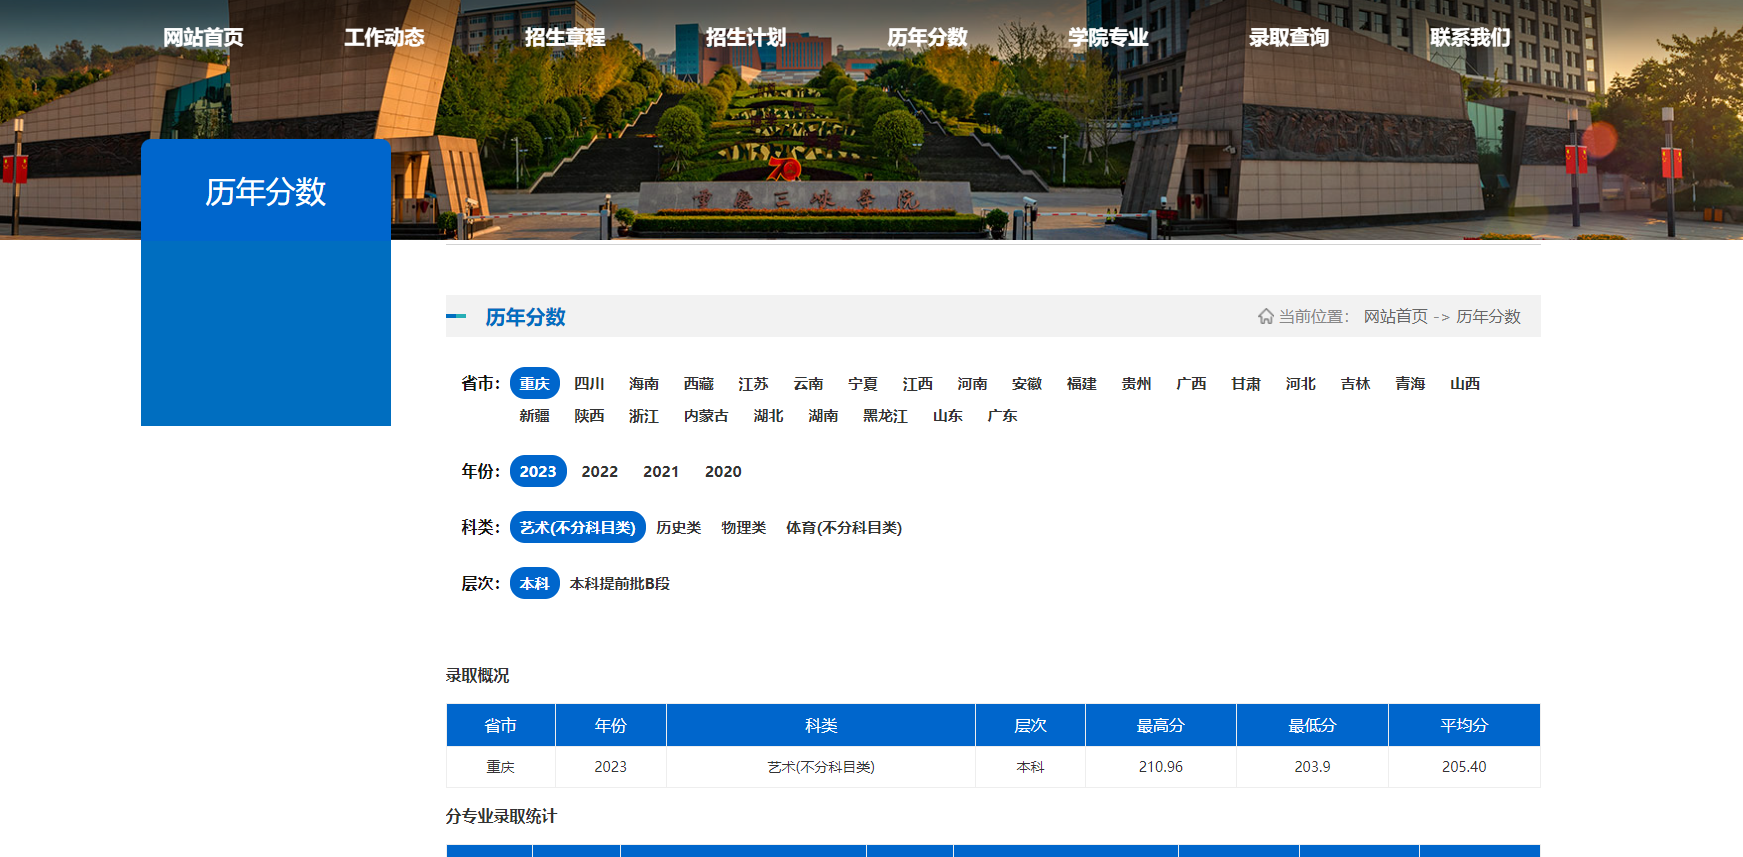 网站首页 工作动态 招生章程 招生计划 历年分数 学院专业 录取查询 联系我们
70
重庆三峡学院
历年分数
历年分数
当前位置： 网站首页 -> 历年分数
省市： 重庆 四川 海南 西藏 江苏 云南 宁夏 江西 河南 安徽 福建 贵州 广西 甘肃 河北 吉林 青海 山西
新疆 陕西 浙江 内蒙古 湖北 湖南 黑龙江 山东 广东
年份： 2023 2022 2021 2020
科类： 艺术(不分科目类) 历史类 物理类 体育(不分科目类)
层次： 本科 本科提前批B段
录取概况
省市 年份 科类 层次 最高分 最低分 平均分
重庆 2023 艺术(不分科目类) 本科 210.96 203.9 205.40
分专业录取统计